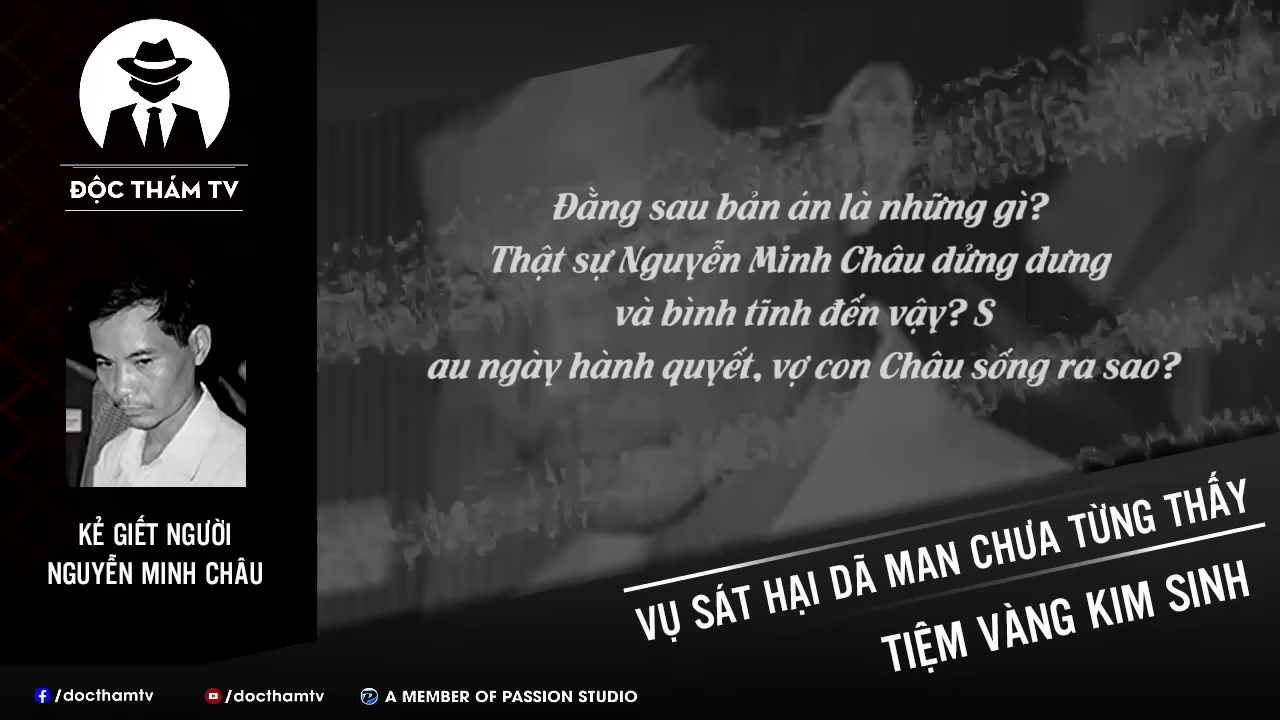 ĐỘC THÁM TV
KẺ GIẾT NGƯỜI
NGUYỄN MINH CHÂU
Đằng sau bản án là những gì?
Thật sự Nguyễn Minh Châu dửng dưng
và bình tĩnh đến vậy? S
au ngày hành quyết, vợ con Châu sống ra sao?
VỤ SÁT HẠI DÃ MAN CHƯA TỪNG THẤY
TIỆM VÀNG KIM SINH
/docthamtv
/docthamtv
A MEMBER OF PASSION STUDIO